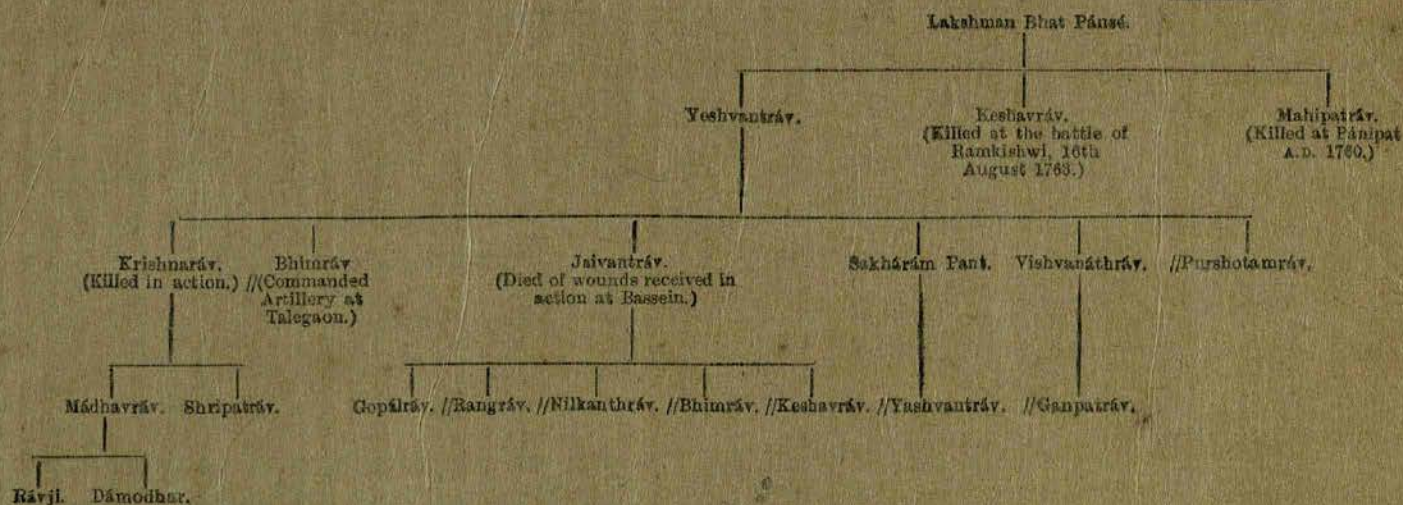 Lakshman Bhat Pánsé.
Yeshvantráv.
Keshavráv.
(Killed at the battle of
Ramkishwi, 16th
August 1763.)
Mahipatráv.
(Killed at Pánipat
A.D. 1760.)
Krishnaráv.
(Killed in action.)
Bhimráv
//(Commanded
Artillery at
Talegaon.)
Jaivantráv.
(Died of wounds received in
action at Bassein.)
Sakhárám Pant.
Vishvanáthráv.
//Purshotamráv.
Mádhavráv.
Shripatráv.
Gopálráv.
//Rangráv.
//Nilkanthráv.
//Bhimráv.
//Keshavráv.
//Yashvantráv.
//Ganpatráv.
Rávji.
Dámodhar.